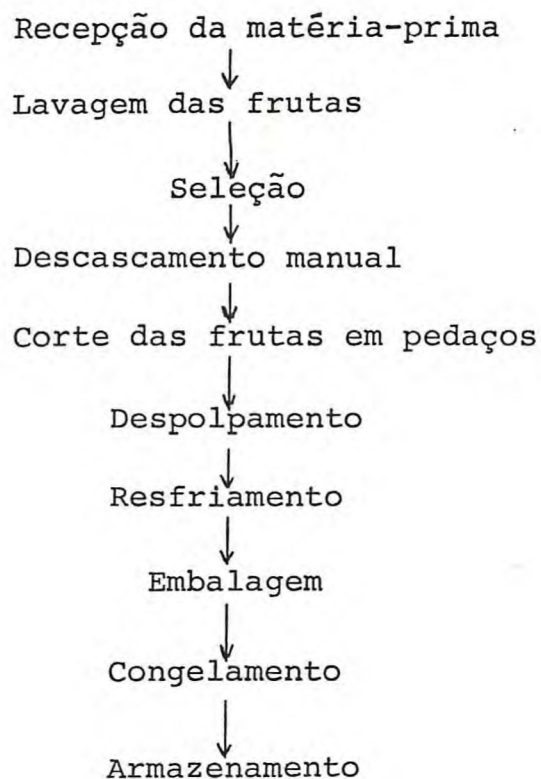 Recepção da matéria-prima
Lavagem das frutas
Seleção
Descascamento manual
Corte das frutas em pedaços
Despolpamento
Resfriamento
Embalagem
Congelamento
Armazenamento